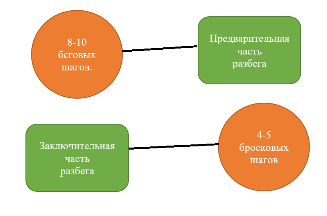 8-10
беговых
шагов.
Предварительная
часть
разбега
Заключительная
часть
разбега
4-5
бросковых
шагов